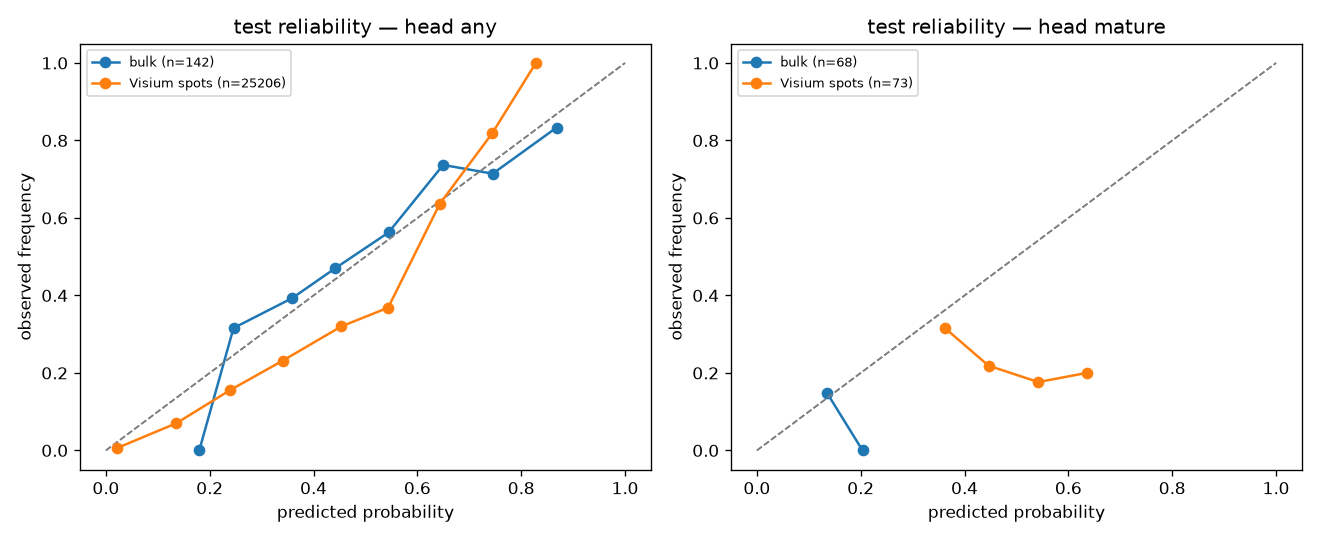 test reliability — head any
bulk (n=142)
Visium spots (n=25206)
observed frequency
1.0
0.8
0.6
0.4
0.2
0.0
0.0 0.2 0.4 0.6 0.8 1.0
predicted probability
test reliability — head mature
bulk (n=68)
Visium spots (n=73)
observed frequency
1.0
0.8
0.6
0.4
0.2
0.0
0.0 0.2 0.4 0.6 0.8 1.0
predicted probability